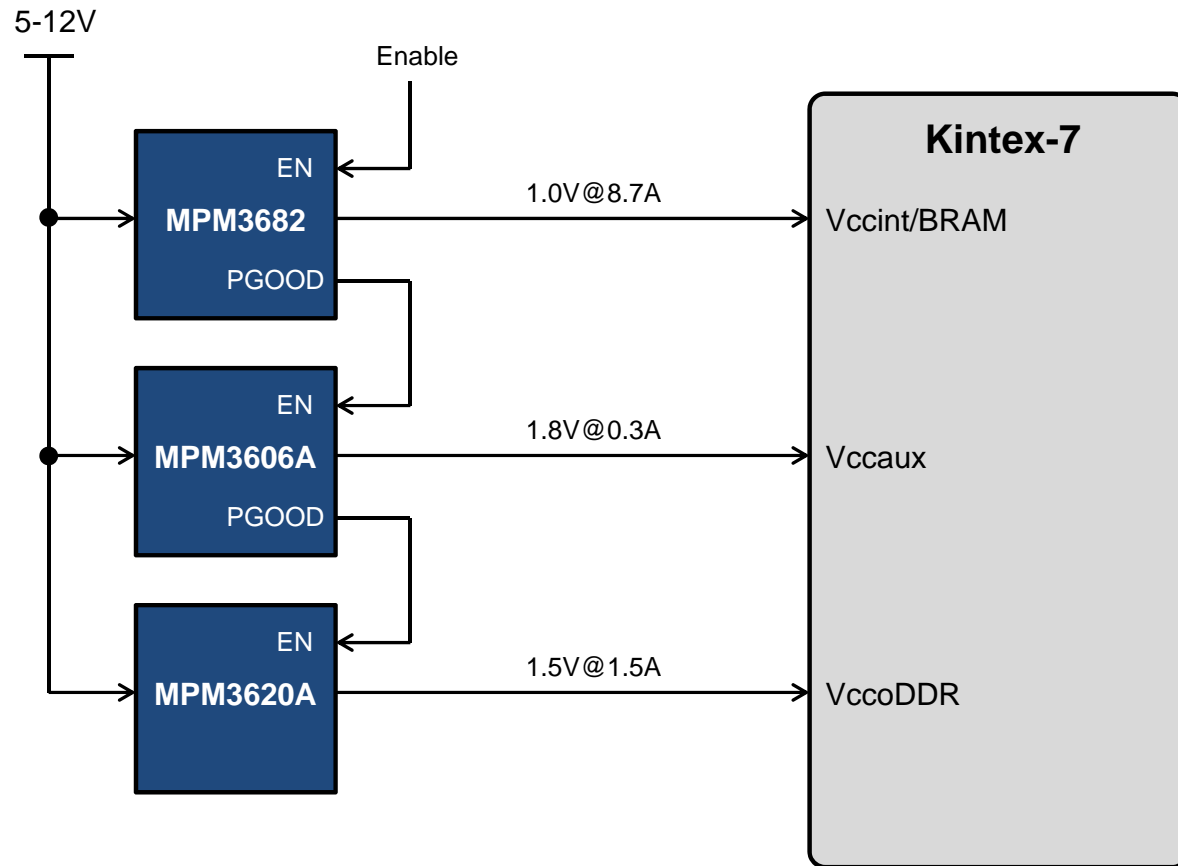 5-12V
Enable
Kintex-7
EN
MPM3682
PGOOD
1.0V@8.7A
Vccint/BRAM
EN
MPM3606A
PGOOD
1.8V@0.3A
Vccaux
EN
MPM3620A
1.5V@1.5A
VccoDDR